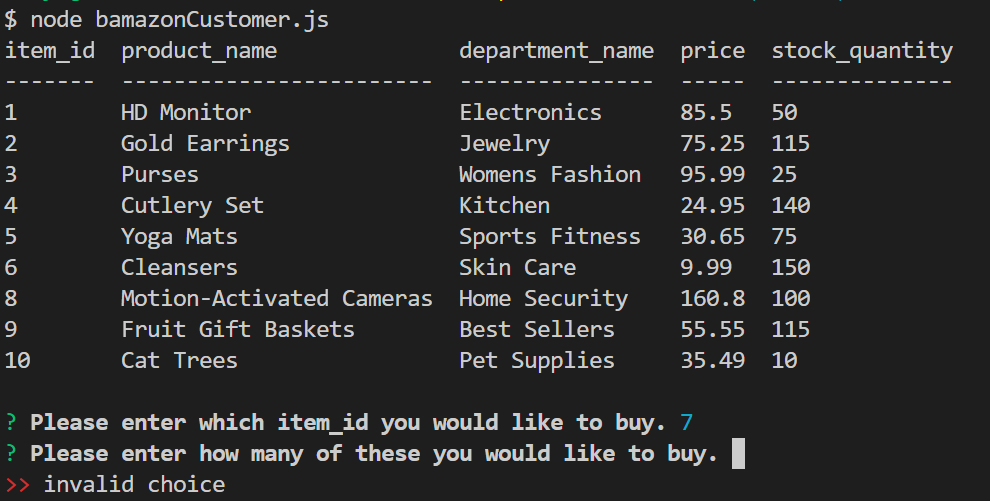 $ node bamazonCustomer.js
item_id  product_name              department_name  price  stock_quantity
-------  ------------------------  ---------------  -----  --------------
1        HD Monitor                Electronics      85.5   50
2        Gold Earrings             Jewelry          75.25  115
3        Purses                    Womens Fashion   95.99  25
4        Cutlery Set               Kitchen          24.95  140
5        Yoga Mats                 Sports Fitness   30.65  75
6        Cleansers                 Skin Care        9.99   150
8        Motion-Activated Cameras  Home Security    160.8  100
9        Fruit Gift Baskets        Best Sellers     55.55  115
10       Cat Trees                 Pet Supplies     35.49  10
? Please enter which item_id you would like to buy. 7
? Please enter how many of these you would like to buy.
>> invalid choice